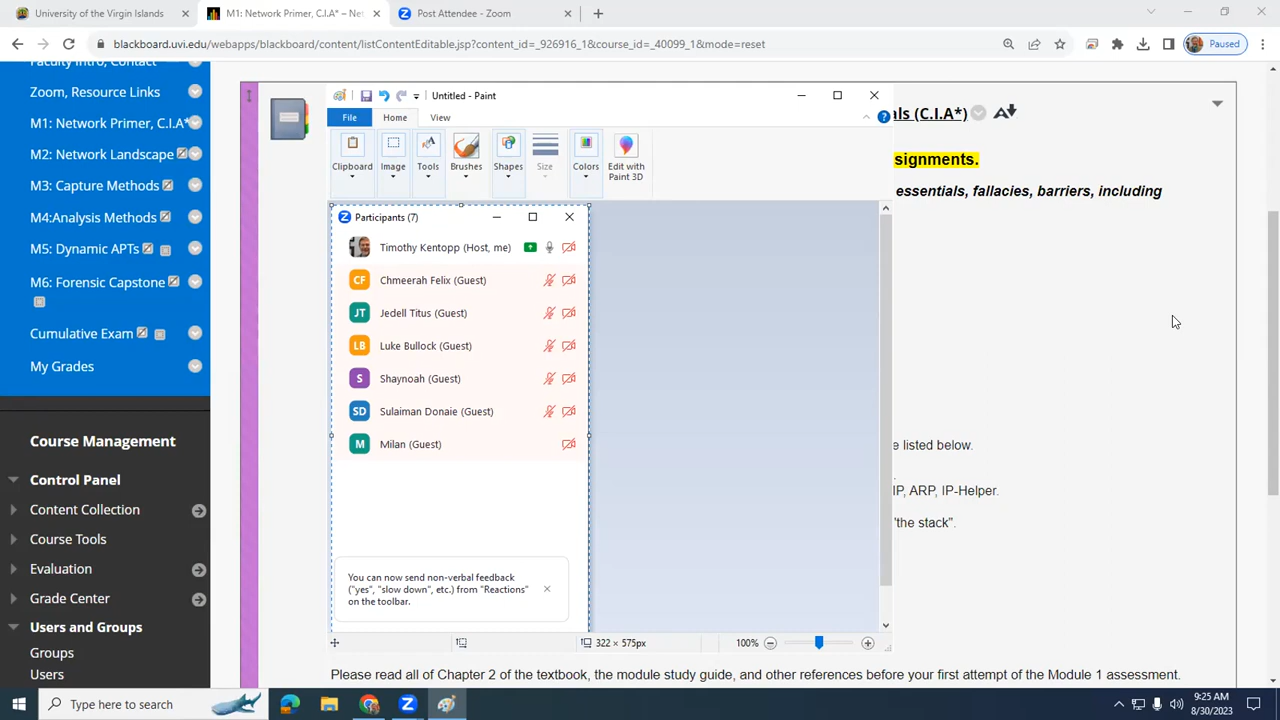 University of the Virgin Islands
M1: Network Primer, C.I.A* – Net
Post Attendee - Zoom
blackboard.uvi.edu/webapps/blackboard/content/listContentEditable.jsp?content_id=_926916_1&course_id=_40099_1&mode=reset
Paused
Faculty Intro, Contact
Zoom, Resource Links
M1: Network Primer, C.I.A*
M2: Network Landscape
M3: Capture Methods
M4:Analysis Methods
M5: Dynamic APTs
M6: Forensic Capstone
Cumulative Exam
My Grades
Course Management
Control Panel
Content Collection
Course Tools
Evaluation
Grade Center
Users and Groups
Groups
Users
Untitled - Paint
File
Home
View
Clipboard
Image
Tools
Brushes
Shapes
Size
Colors
Edit with
Paint 3D
Participants (7)
Timothy Kentopp (Host, me)
CF Chmeerah Felix (Guest)
JT Jedell Titus (Guest)
LB Luke Bullock (Guest)
S Shaynoah (Guest)
SD Sulaiman Donaie (Guest)
M Milan (Guest)
You can now send non-verbal feedback
("yes", "slow down", etc.) from "Reactions"
on the toolbar.
322 × 575px
100%
als (C.I.A*)
signments.
essentials, fallacies, barriers, including
e listed below.
IP, ARP, IP-Helper.
"the stack".
Please read all of Chapter 2 of the textbook, the module study guide, and other references before your first attempt of the Module 1 assessment.
Type here to search
9:25 AM
8/30/2023